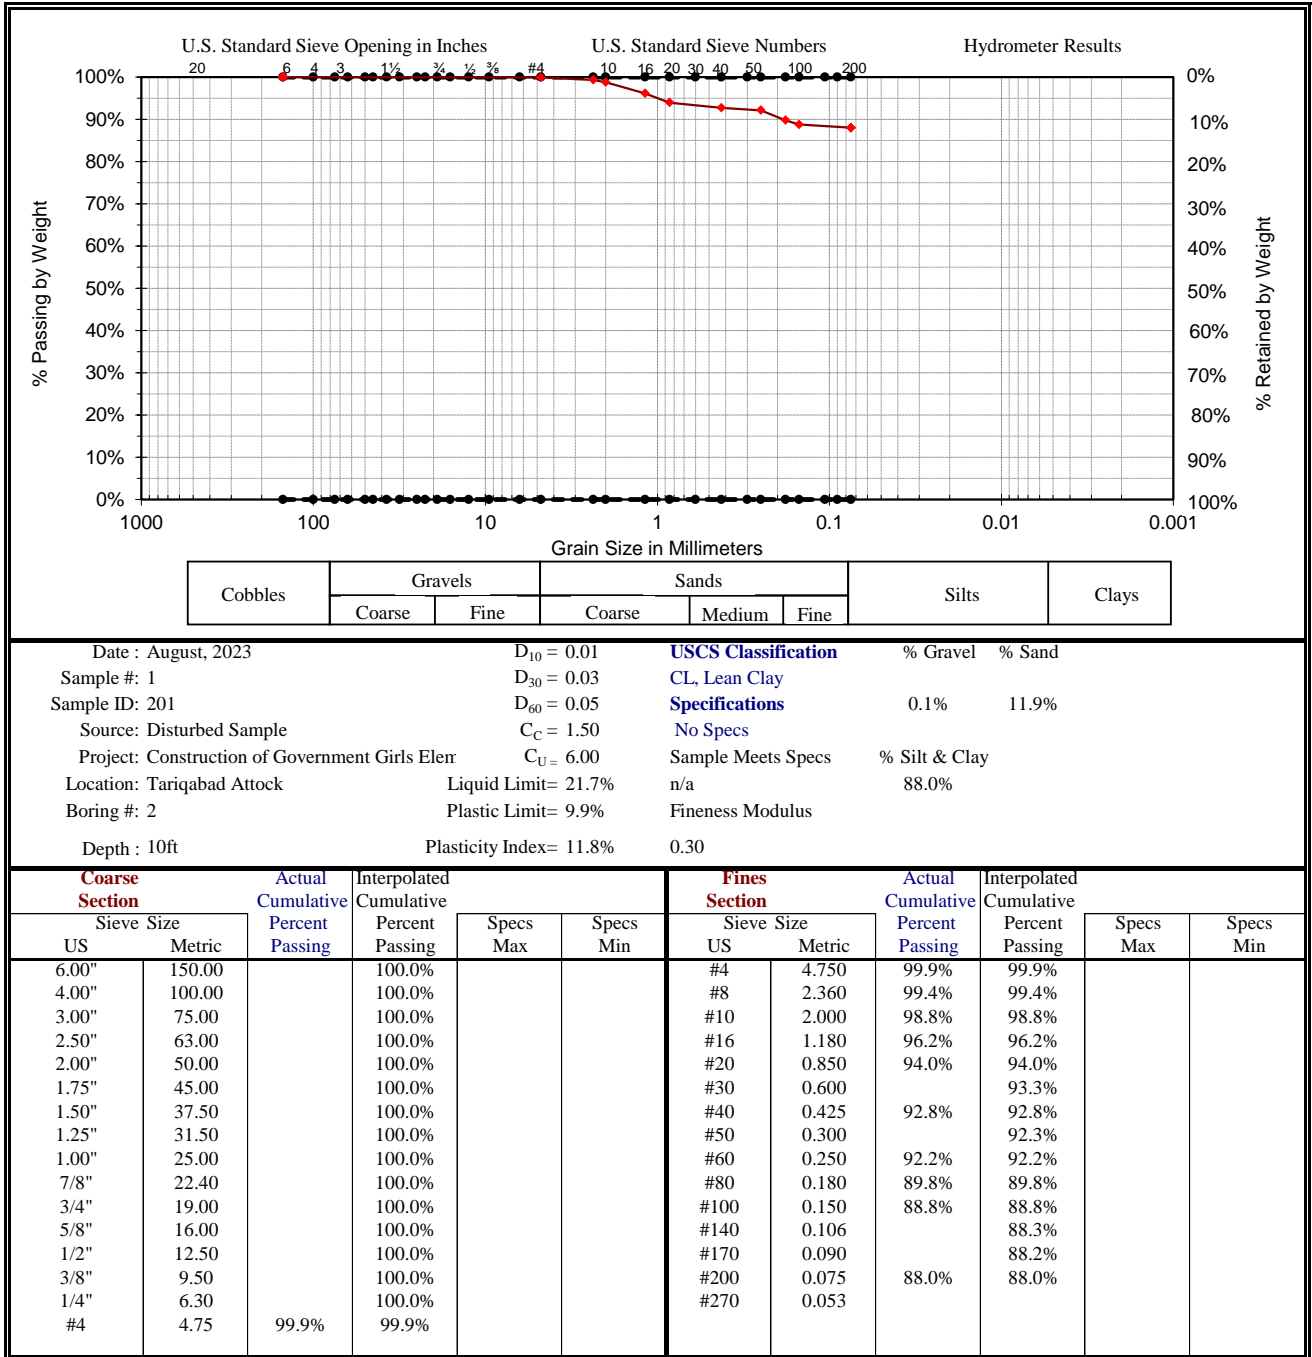 U.S. Standard Sieve Opening in Inches U.S. Standard Sieve Numbers Hydrometer Results
20 6 4 3 1½ ¾ ½ ⅜ #4 10 16 20 30 40 50 100 200
100% 0%
90% 10%
80% 20%
70% 30%
60% 40%
50% 50%
40% 60%
30% 70%
20% 80%
10% 90%
0% 100%
% Passing by Weight
% Retained by Weight
1000 100 10 1 0.1 0.01 0.001
Grain Size in Millimeters
Cobbles Gravels Sands Silts Clays
Coarse Fine Coarse Medium Fine
Date : August, 2023 D10 = 0.01 USCS Classification % Gravel % Sand
Sample #: 1 D30 = 0.03 CL, Lean Clay
Sample ID: 201 D60 = 0.05 Specifications 0.1% 11.9%
Source: Disturbed Sample CC = 1.50 No Specs
Project: Construction of Government Girls Elem CU = 6.00 Sample Meets Specs % Silt & Clay
Location: Tariqabad Attock Liquid Limit= 21.7% n/a 88.0%
Boring #: 2 Plastic Limit= 9.9% Fineness Modulus
Depth : 10ft Plasticity Index= 11.8% 0.30
Coarse Actual Interpolated Fines Actual Interpolated
Section Cumulative Cumulative Section Cumulative Cumulative
Sieve Size Percent Percent Specs Specs Sieve Size Percent Percent Specs Specs
US Metric Passing Passing Max Min US Metric Passing Passing Max Min
6.00" 150.00 100.0% #4 4.750 99.9% 99.9%
4.00" 100.00 100.0% #8 2.360 99.4% 99.4%
3.00" 75.00 100.0% #10 2.000 98.8% 98.8%
2.50" 63.00 100.0% #16 1.180 96.2% 96.2%
2.00" 50.00 100.0% #20 0.850 94.0% 94.0%
1.75" 45.00 100.0% #30 0.600 93.3%
1.50" 37.50 100.0% #40 0.425 92.8% 92.8%
1.25" 31.50 100.0% #50 0.300 92.3%
1.00" 25.00 100.0% #60 0.250 92.2% 92.2%
7/8" 22.40 100.0% #80 0.180 89.8% 89.8%
3/4" 19.00 100.0% #100 0.150 88.8% 88.8%
5/8" 16.00 100.0% #140 0.106 88.3%
1/2" 12.50 100.0% #170 0.090 88.2%
3/8" 9.50 100.0% #200 0.075 88.0% 88.0%
1/4" 6.30 100.0% #270 0.053
#4 4.75 99.9% 99.9%